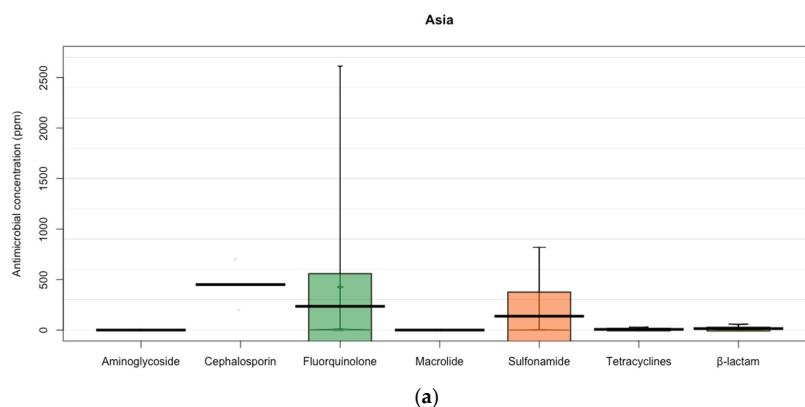 Asia
Antimicrobial concentration (ppm)
2500
2000
1500
1000
500
0
Aminoglycoside Cephalosporin Fluorquinolone Macrolide Sulfonamide Tetracyclines β-lactam
(a)